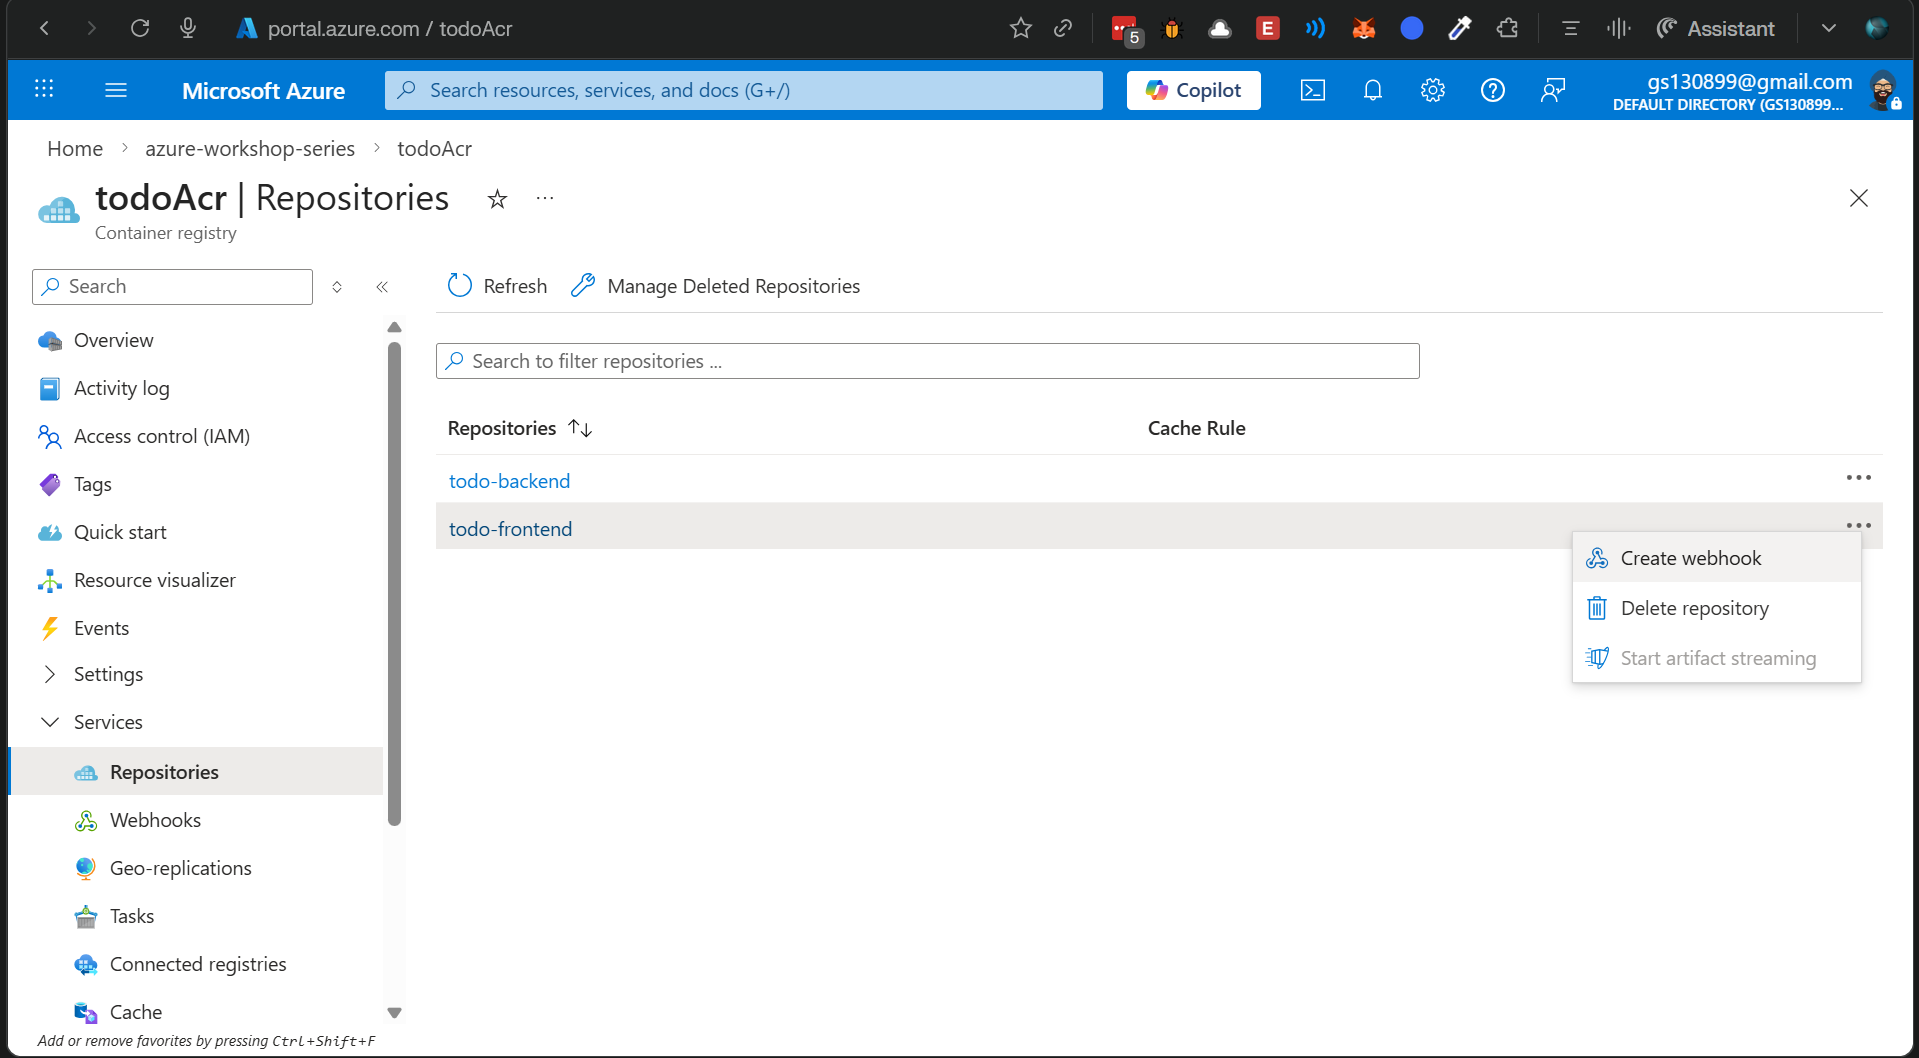 portal.azure.com / todoAcr
5
E
Assistant
Microsoft Azure
Search resources, services, and docs (G+/)
Copilot
gs130899@gmail.com
DEFAULT DIRECTORY (GS130899...
Home > azure-workshop-series > todoAcr
todoAcr | Repositories
Container registry
Search
Refresh
Manage Deleted Repositories
Overview
Activity log
Access control (IAM)
Tags
Quick start
Resource visualizer
Events
Settings
Services
Repositories
Webhooks
Geo-replications
Tasks
Connected registries
Cache
Add or remove favorites by pressing Ctrl+Shift+F
Search to filter repositories ...
Repositories
Cache Rule
todo-backend
todo-frontend
Create webhook
Delete repository
Start artifact streaming